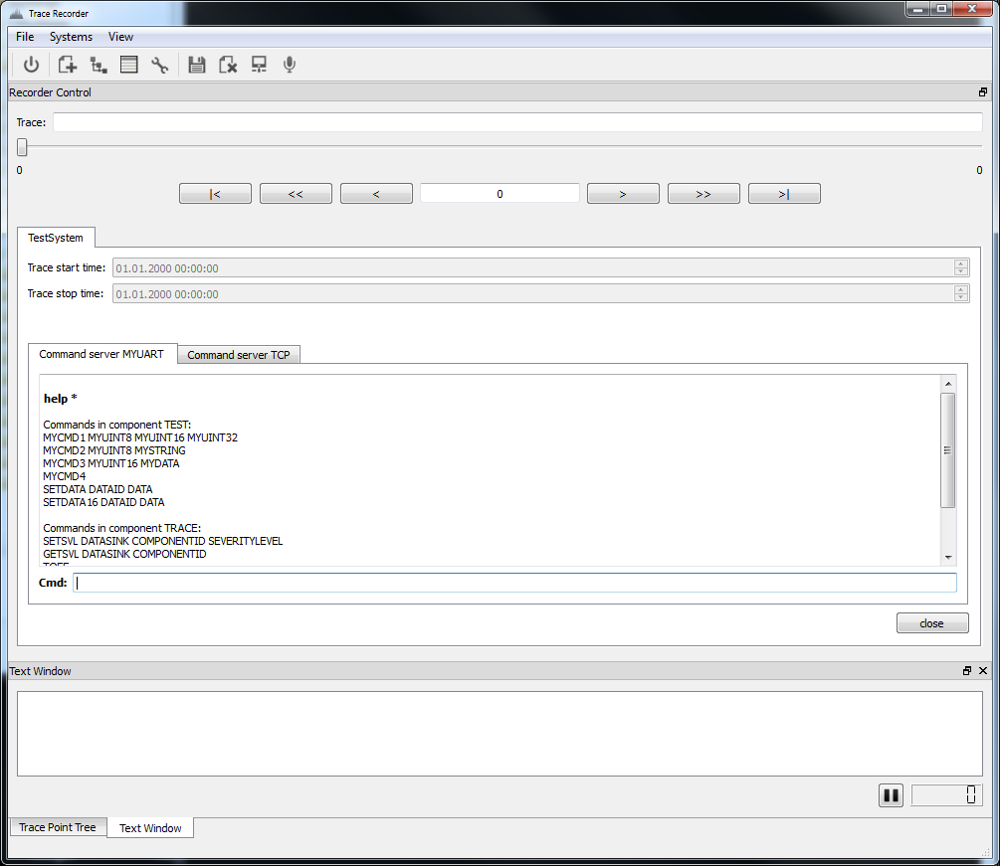 Trace Recorder
File Systems View
Recorder Control
Trace:
0 0
|< << < 0 > >> >|
TestSystem
Trace start time: 01.01.2000 00:00:00
Trace stop time: 01.01.2000 00:00:00
Command server MYUART Command server TCP
help *
Commands in component TEST:
MYCMD1 MYUINT8 MYUINT16 MYUINT32
MYCMD2 MYUINT8 MYSTRING
MYCMD3 MYUINT16 MYDATA
MYCMD4
SETDATA DATAID DATA
SETDATA16 DATAID DATA
Commands in component TRACE:
SETSVL DATASINK COMPONENTID SEVERITYLEVEL
GETSVL DATASINK COMPONENTID
Cmd:
close
Text Window
0
Trace Point Tree Text Window